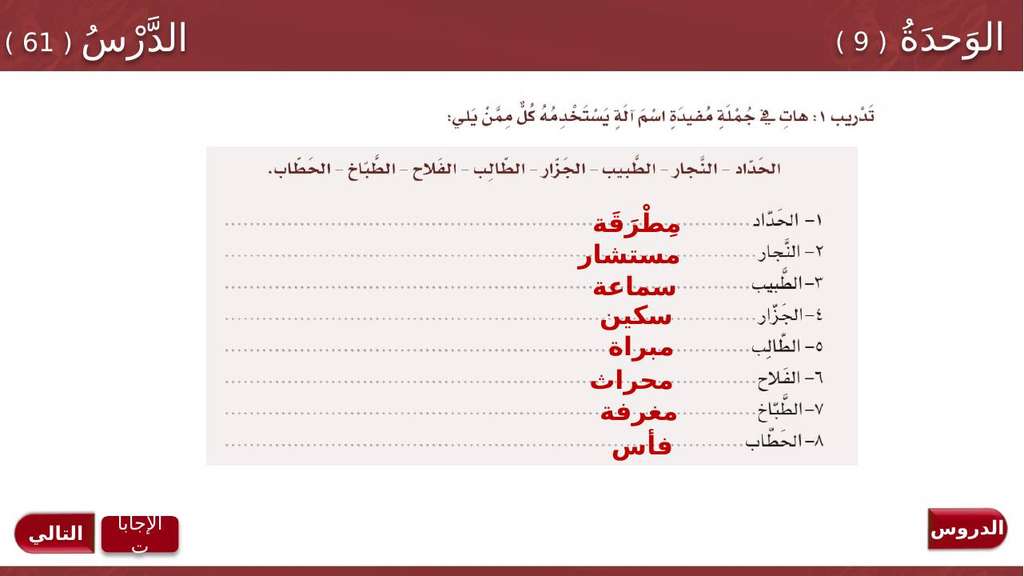 الوَحدَةُ ( 9 )
الدَّرْسُ ( 61 )
تَدْريب ١: هاتِ في جُمْلَةٍ مُفيدَةٍ اسْمَ آلَةٍ يَسْتَخْدِمُهُ كُلٌّ مِمَّنْ يَلي:
الحَدّاد – النَّجار – الطَّبيب – الجَزّار – الطّالِب – الفَلاح – الطَّبّاخ – الحَطّاب.
١- الحَدّاد مِطْرَقَة
٢- النَّجار مستشار
٣- الطَّبيب سماعة
٤- الجَزّار سكين
٥- الطّالِب مبراة
٦- الفَلاح محراث
٧- الطَّبّاخ مغرفة
٨- الحَطّاب فأس
الدروس
الإجابا
ت
التالي